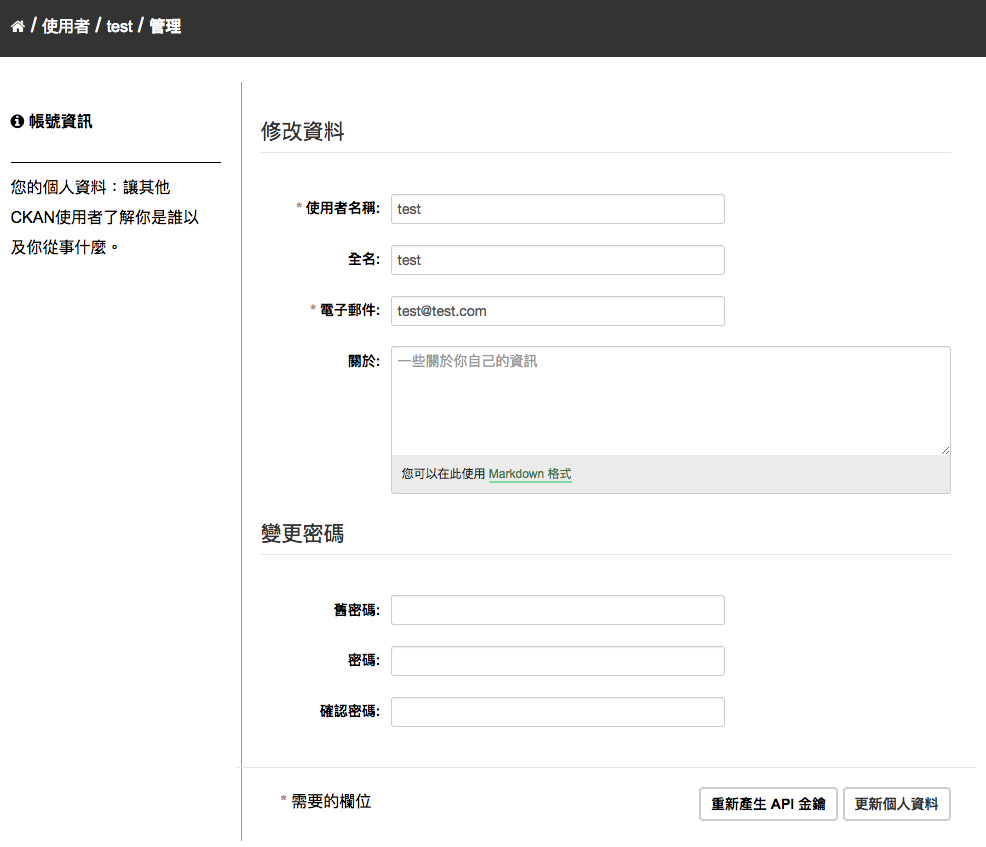 / 使用者 / test / 管理
帳號資訊
您的個人資料：讓其他
CKAN使用者了解你是誰以
及你從事什麼。
修改資料
* 使用者名稱: test
全名: test
* 電子郵件: test@test.com
關於: 一些關於你自己的資訊
您可以在此使用 Markdown 格式
變更密碼
舊密碼:
密碼:
確認密碼:
* 需要的欄位
重新產生 API 金鑰 更新個人資料